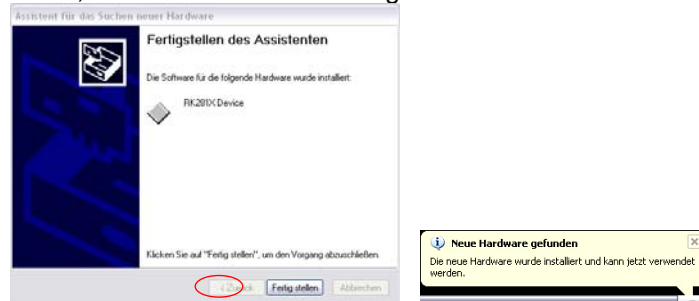 Assistent für das Suchen neuer Hardware
Fertigstellen des Assistenten
Die Software für die folgende Hardware wurde installiert:
RK281X Device
Klicken Sie auf "Fertig stellen", um den Vorgang abzuschließen.
< Zurück
Fertig stellen
Abbrechen
Neue Hardware gefunden
Die neue Hardware wurde installiert und kann jetzt verwendet
werden.